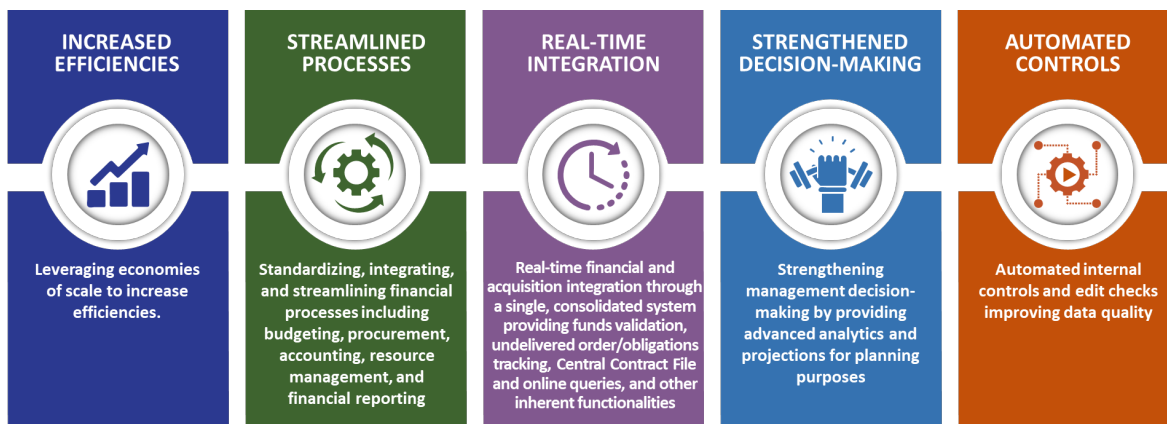 INCREASED
EFFICIENCIES
Leveraging economies
of scale to increase
efficiencies.
STREAMLINED
PROCESSES
Standardizing, integrating,
and streamlining financial
processes including
budgeting, procurement,
accounting, resource
management, and
financial reporting
REAL-TIME
INTEGRATION
Real-time financial and
acquisition integration through
a single, consolidated system
providing funds validation,
undelivered order/obligations
tracking, Central Contract File
and online queries, and other
inherent functionalities
STRENGTHENED
DECISION-MAKING
Strengthening
management decision-
making by providing
advanced analytics and
projections for planning
purposes
AUTOMATED
CONTROLS
Automated internal
controls and edit checks
improving data quality